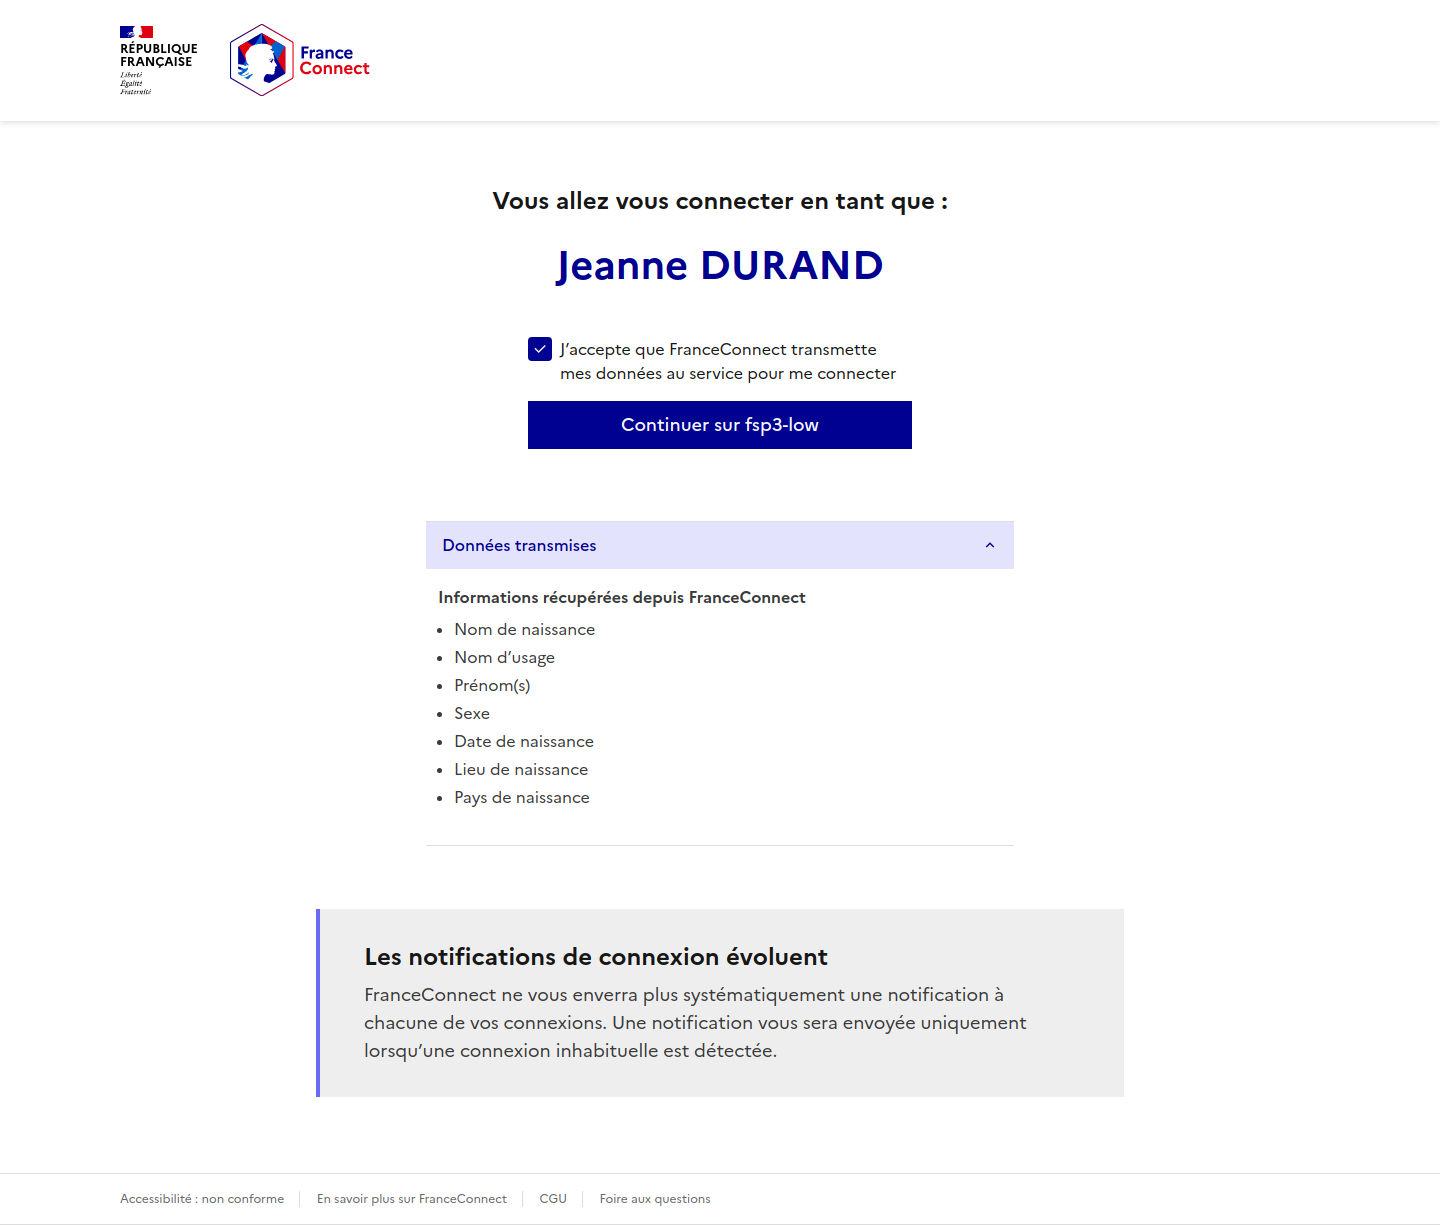 RÉPUBLIQUE
FRANÇAISE
Liberté
Égalité
Fraternité
France
Connect
Vous allez vous connecter en tant que :
Jeanne DURAND
J’accepte que FranceConnect transmette
mes données au service pour me connecter
Continuer sur fsp3-low
Données transmises
Informations récupérées depuis FranceConnect
• Nom de naissance
• Nom d’usage
• Prénom(s)
• Sexe
• Date de naissance
• Lieu de naissance
• Pays de naissance
Les notifications de connexion évoluent
FranceConnect ne vous enverra plus systématiquement une notification à
chacune de vos connexions. Une notification vous sera envoyée uniquement
lorsqu’une connexion inhabituelle est détectée.
Accessibilité : non conforme
En savoir plus sur FranceConnect
CGU
Foire aux questions